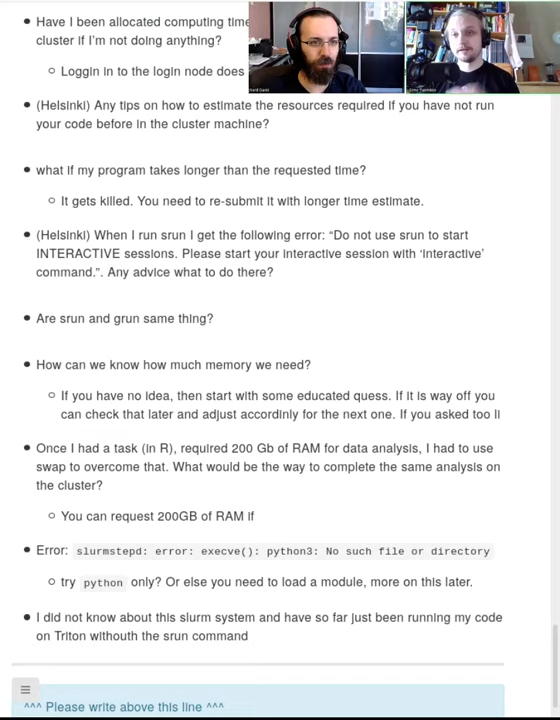 Have I been allocated computing time
cluster if I'm not doing anything?
Loggin in to the login node does
(Helsinki) Any tips on how to estimate the resources required if you have not run
your code before in the cluster machine?
what if my program takes longer than the requested time?
It gets killed. You need to re-submit it with longer time estimate.
(Helsinki) When I run srun I get the following error: “Do not use srun to start
INTERACTIVE sessions. Please start your interactive session with ‘interactive’
command.”. Any advice what to do there?
Are srun and grun same thing?
How can we know how much memory we need?
If you have no idea, then start with some educated quess. If it is way off you
can check that later and adjust accordinly for the next one. If you asked too li
Once I had a task (in R), required 200 Gb of RAM for data analysis, I had to use
swap to overcome that. What would be the way to complete the same analysis on
the cluster?
You can request 200GB of RAM if
Error: slurmstepd: error: execve(): python3: No such file or directory
try python only? Or else you need to load a module, more on this later.
I did not know about this slurm system and have so far just been running my code
on Triton withouth the srun command
^^^ Please write above this line ^^^